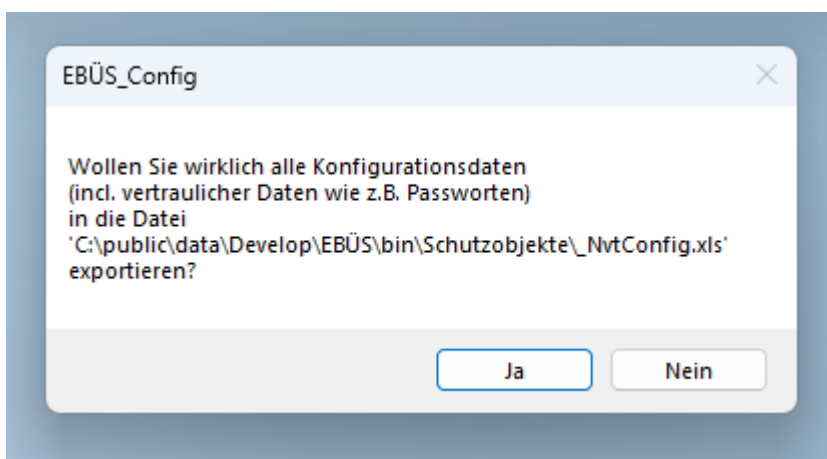 EBÜS_Config
Wollen Sie wirklich alle Konfigurationsdaten
(incl. vertraulicher Daten wie z.B. Passworten)
in die Datei
'C:\public\data\Develop\EBÜS\bin\Schutzobjekte\_NvtConfig.xls'
exportieren?
Ja
Nein